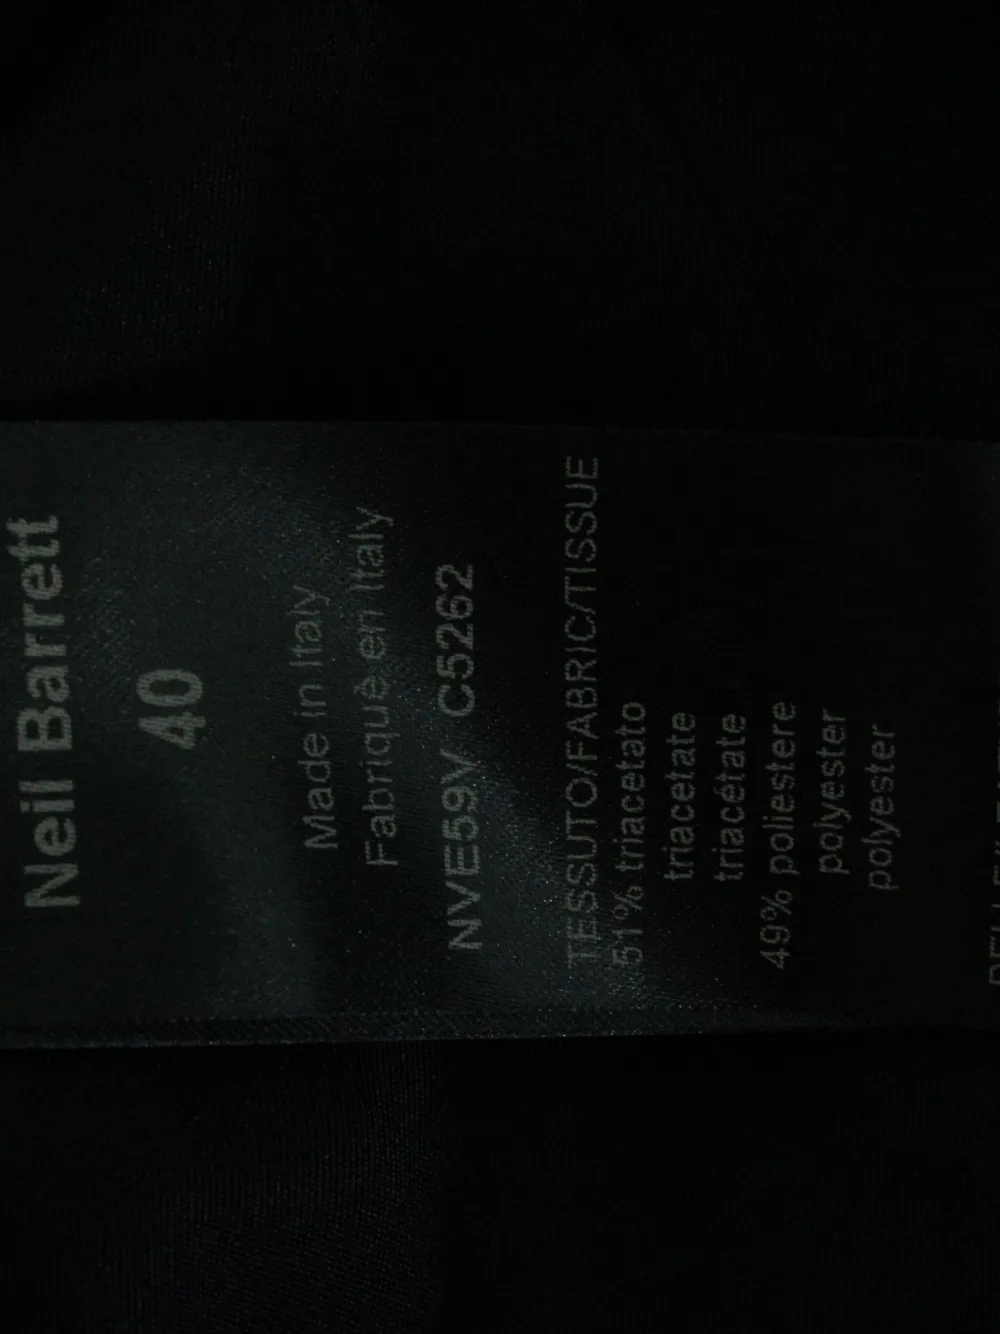 Neil Barrett
40
Made in Italy
Fabriqué en Italy
NVE59V C5262
TESSUTO/FABRIC/TISSUE
51% triacetato
triacetate
triacétate
49% poliestere
polyester
polyester